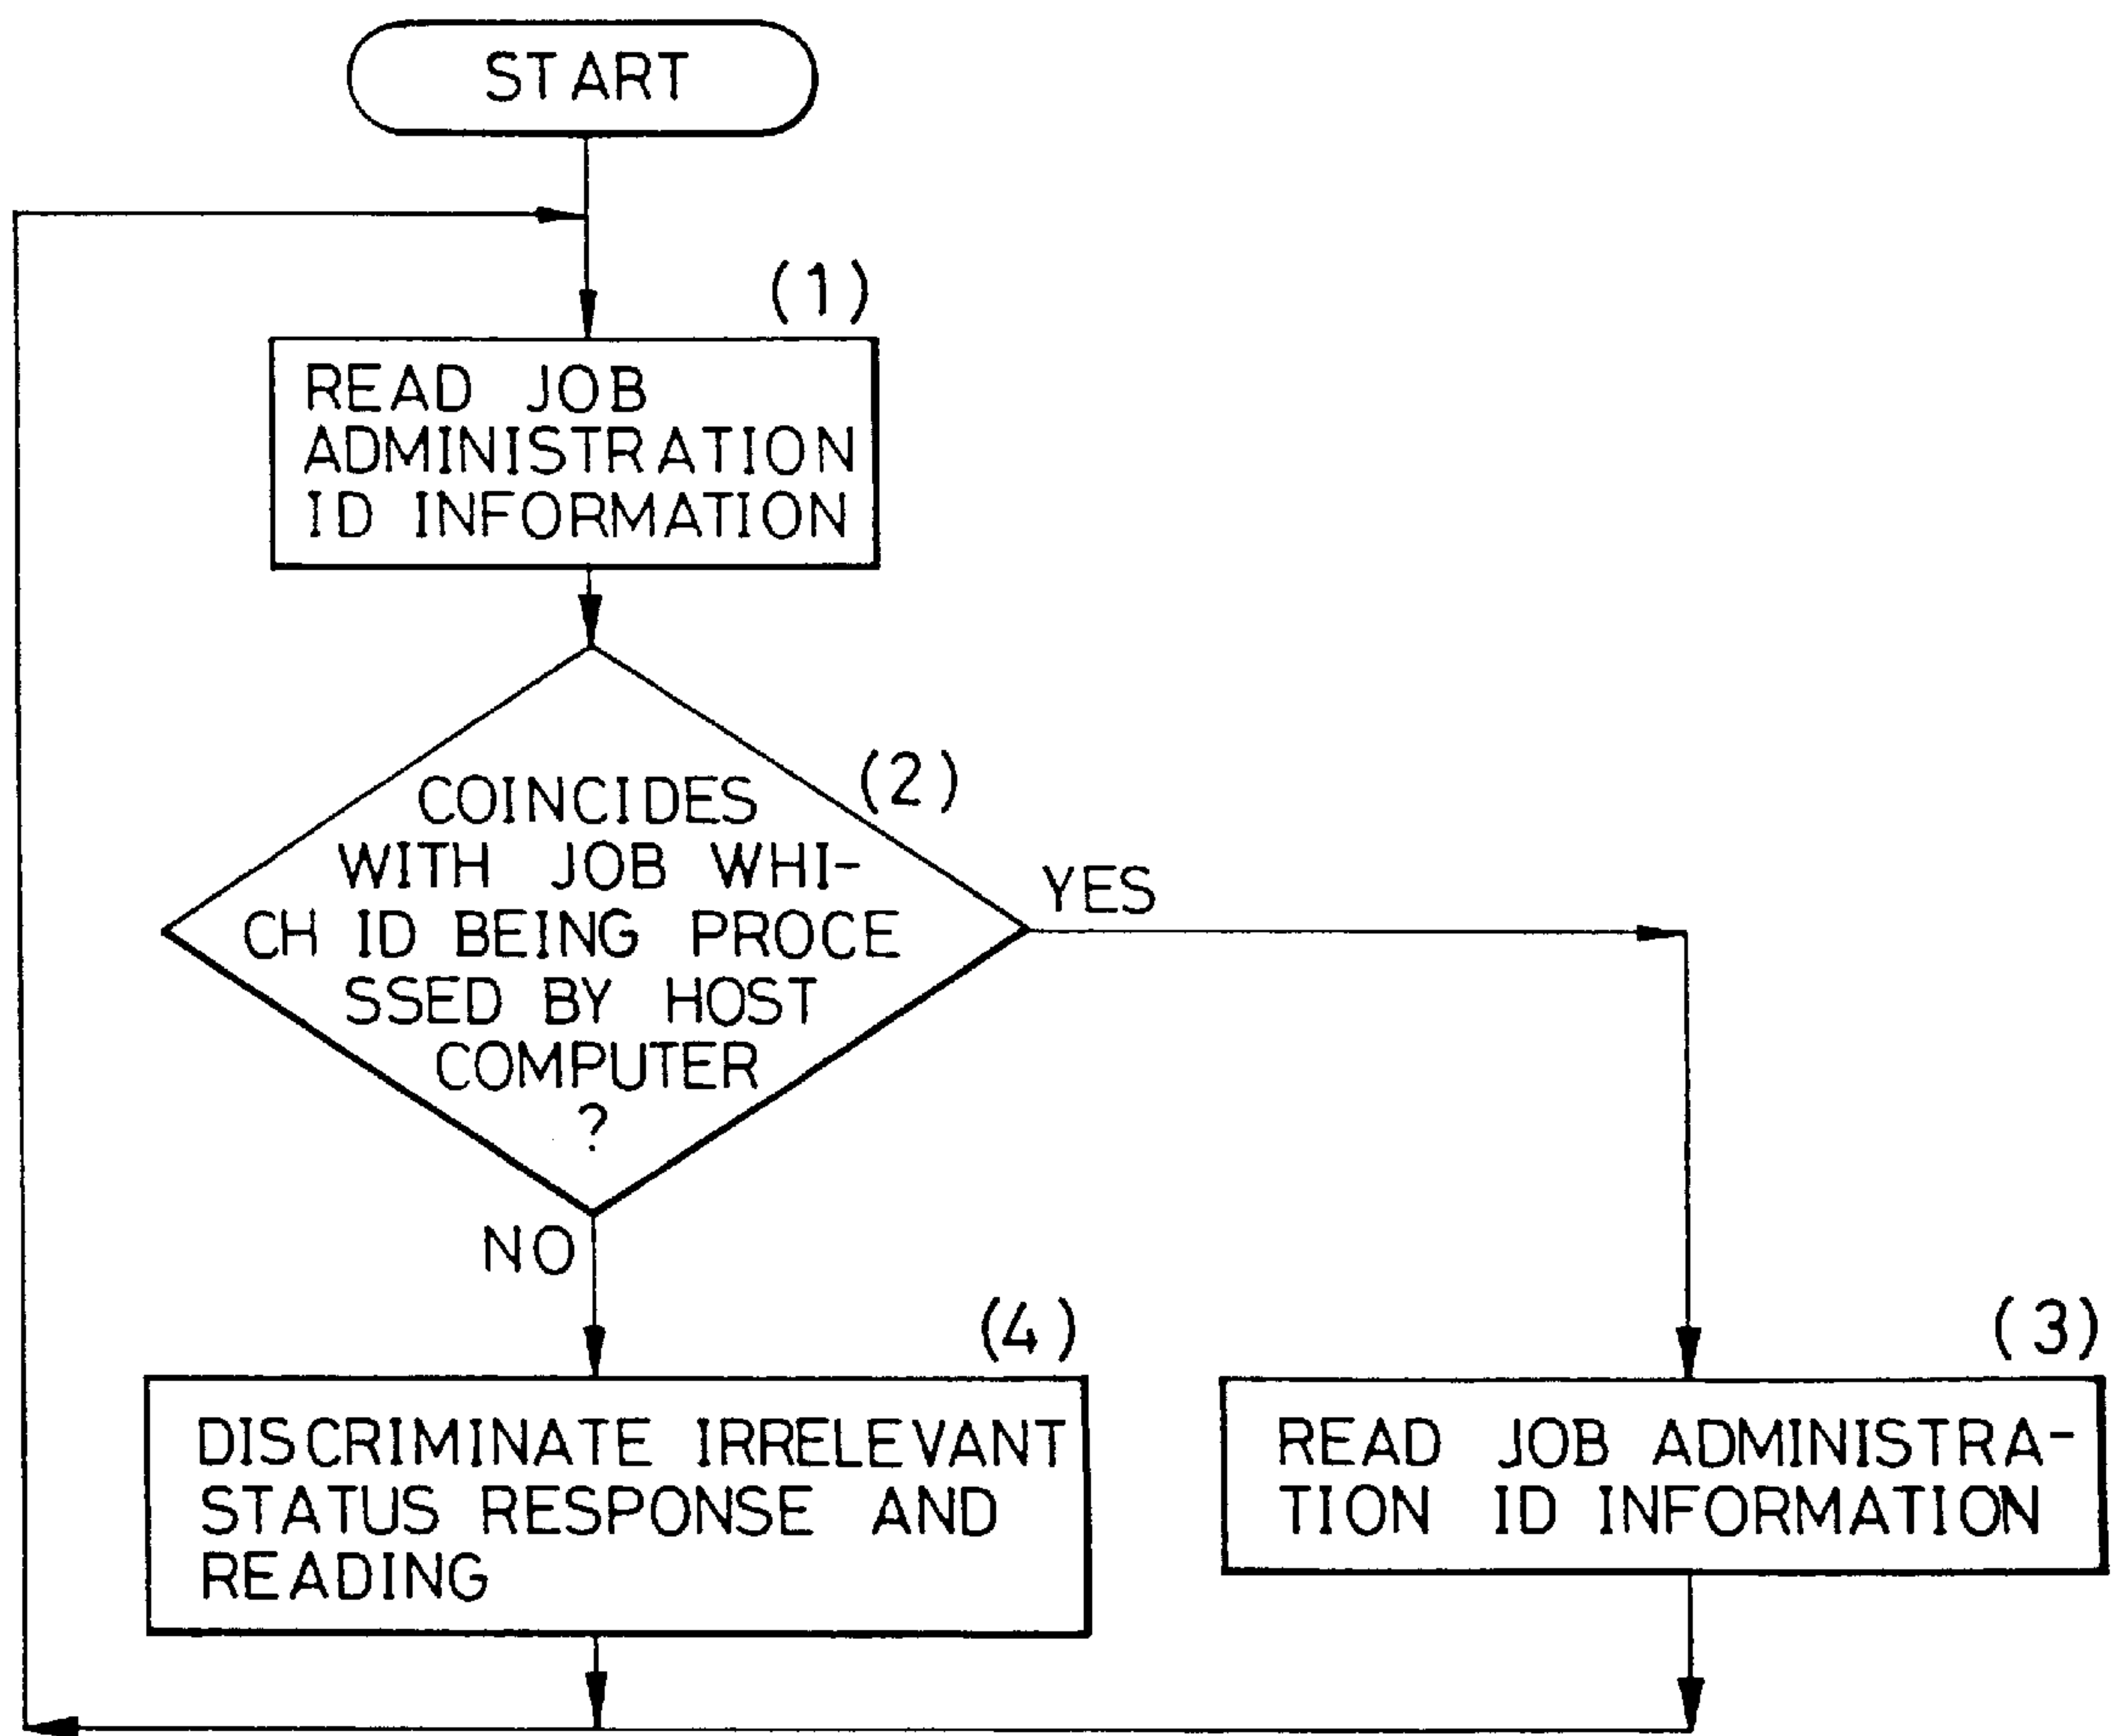 START
(1)
READ JOB
ADMINISTRATION
ID INFORMATION
(2)
COINCIDES
WITH JOB WHI-
CH ID BEING PROCE
SSED BY HOST
COMPUTER
?
YES
NO
(4)
DISCRIMINATE IRRELEVANT
STATUS RESPONSE AND
READING
(3)
READ JOB ADMINISTRA-
TION ID INFORMATION